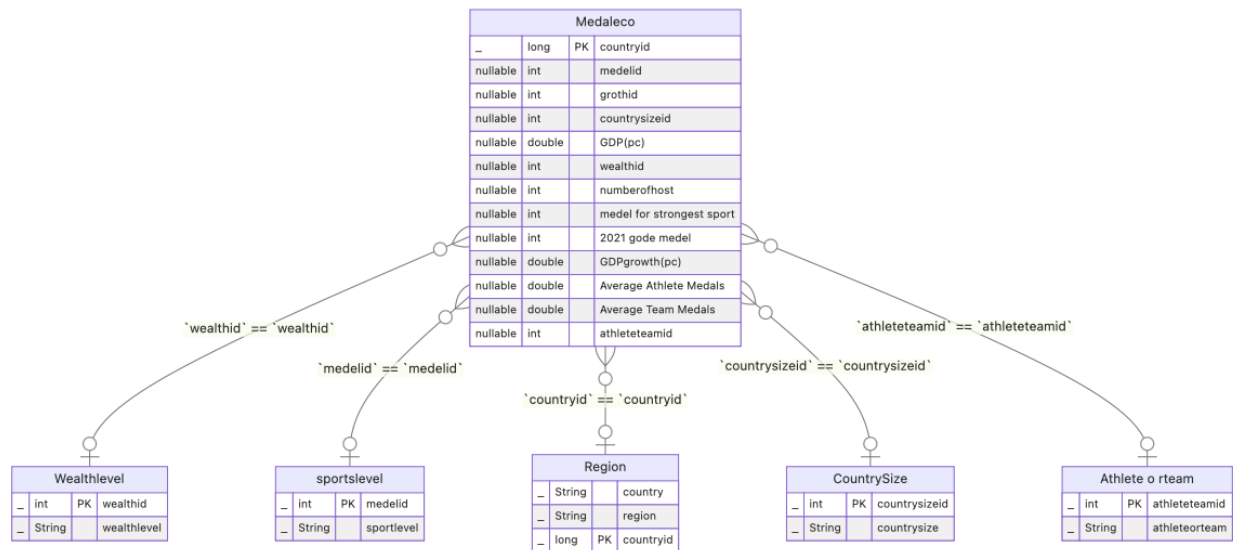 Medaleco
_ long PK countryid
nullable int medelid
nullable int grothid
nullable int countrysizeid
nullable double GDP(pc)
nullable int wealthid
nullable int numberofhost
nullable int medel for strongest sport
nullable int 2021 gode medel
nullable double GDPgrowth(pc)
nullable double Average Athlete Medals
nullable double Average Team Medals
nullable int athleteteamid
`wealthid` == `wealthid`
`medelid` == `medelid`
`countryid` == `countryid`
`countrysizeid` == `countrysizeid`
`athleteteamid` == `athleteteamid`
Wealthlevel
_ int PK wealthid
_ String wealthlevel
sportslevel
_ int PK medelid
_ String sportlevel
Region
_ String country
_ String region
_ long PK countryid
CountrySize
_ int PK countrysizeid
_ String countrysize
Athlete o rteam
_ int PK athleteteamid
_ String athleteorteam